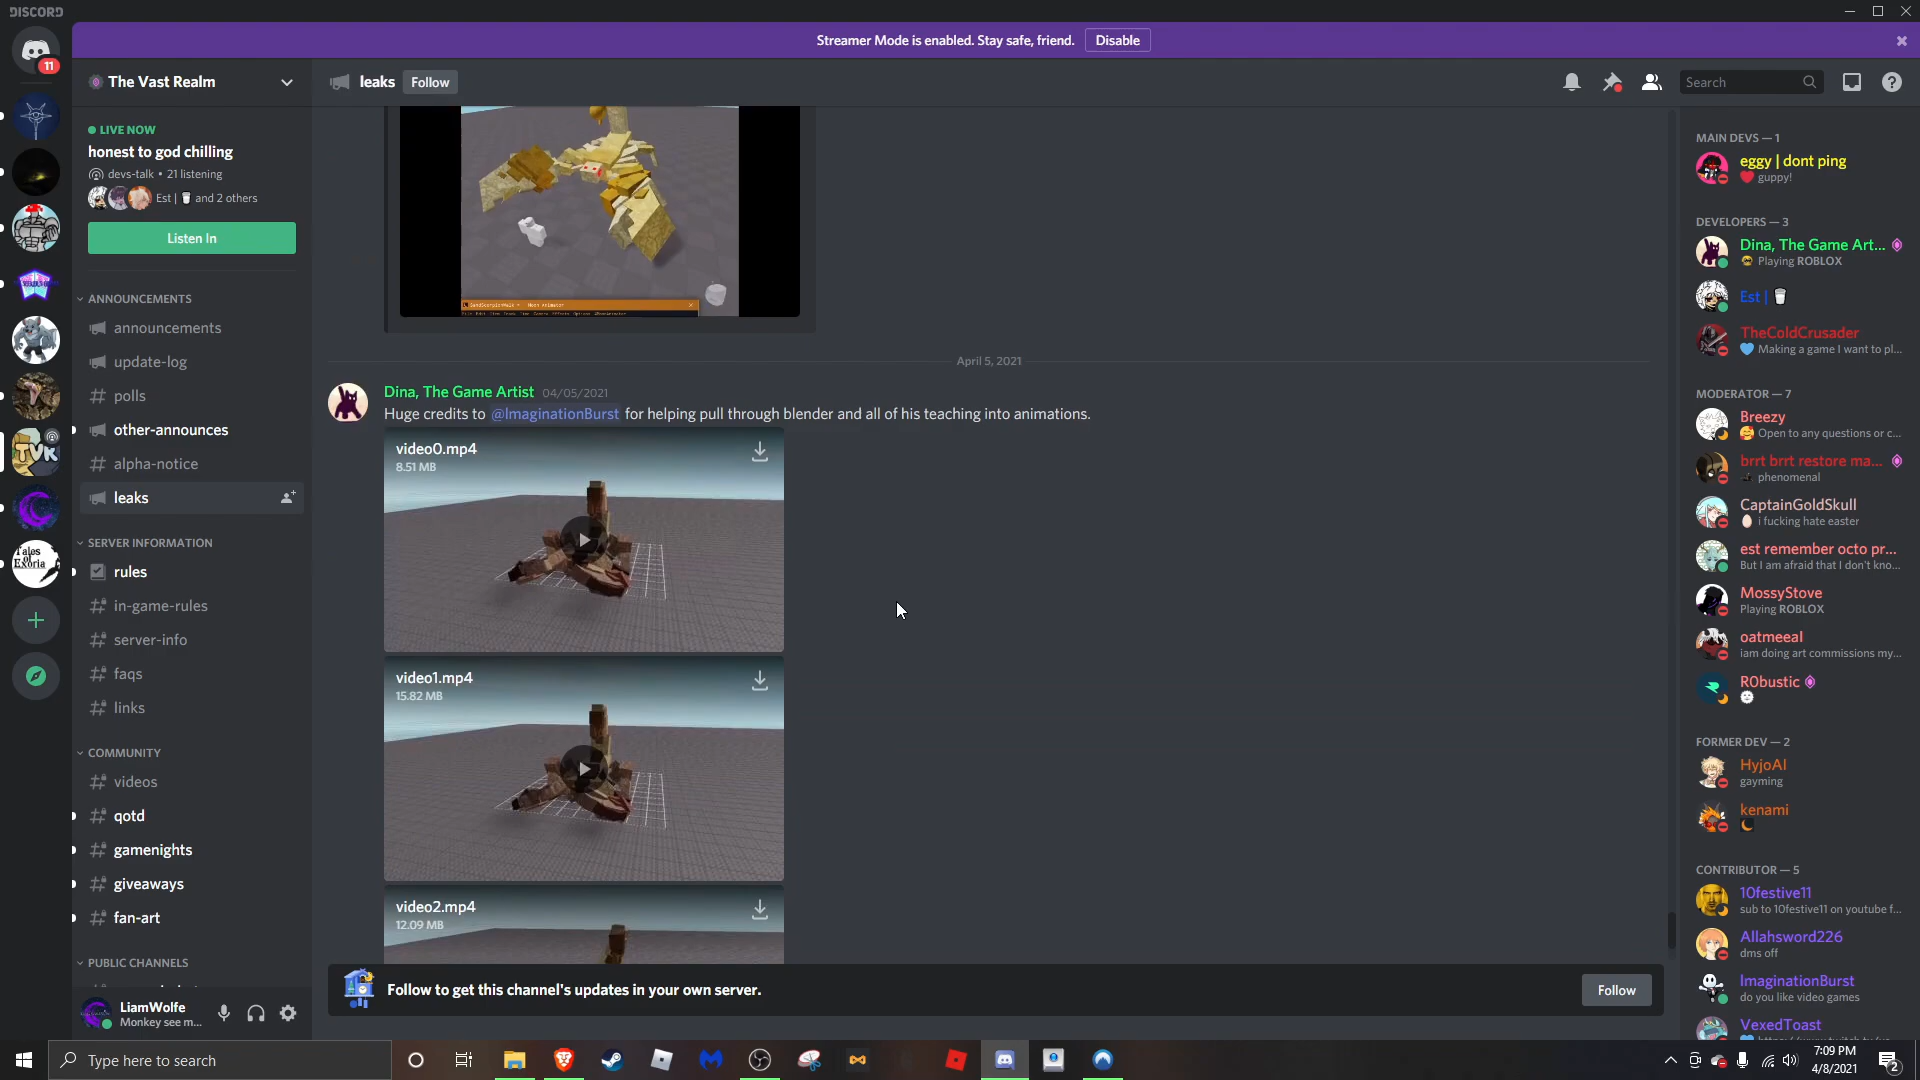 DISCORD
Streamer Mode is enabled. Stay safe, friend.
Disable
11
The Vast Realm
leaks
Follow
Search
LIVE NOW
honest to god chilling
devs-talk • 21 listening
Est | and 2 others
Listen In
ANNOUNCEMENTS
announcements
update-log
polls
other-announces
alpha-notice
leaks
SERVER INFORMATION
rules
in-game-rules
server-info
faqs
links
COMMUNITY
videos
qotd
gamenights
giveaways
fan-art
PUBLIC CHANNELS
TVK
Tales of Exoria
LiamWolfe
Monkey see m...
April 5, 2021
Dina, The Game Artist 04/05/2021
Huge credits to @ImaginationBurst for helping pull through blender and all of his teaching into animations.
video0.mp4
8.51 MB
video1.mp4
15.82 MB
video2.mp4
12.09 MB
Follow to get this channel's updates in your own server.
Follow
MAIN DEVS — 1
eggy | dont ping
guppy!
DEVELOPERS — 3
Dina, The Game Art...
Playing ROBLOX
Est |
TheColdCrusader
Making a game I want to pl...
MODERATOR — 7
Breezy
Open to any questions or c...
brrt brrt restore ma...
phenomenal
CaptainGoldSkull
i fucking hate easter
est remember octo pr...
But I am afraid that I don't kno...
MossyStove
Playing ROBLOX
oatmeeal
iam doing art commissions my...
R0bustic
FORMER DEV — 2
HyjoAI
gayming
kenami
CONTRIBUTOR — 5
10festive11
sub to 10festive11 on youtube f...
Allahsword226
dms off
ImaginationBurst
do you like video games
VexedToast
Type here to search
7:09 PM
4/8/2021
2